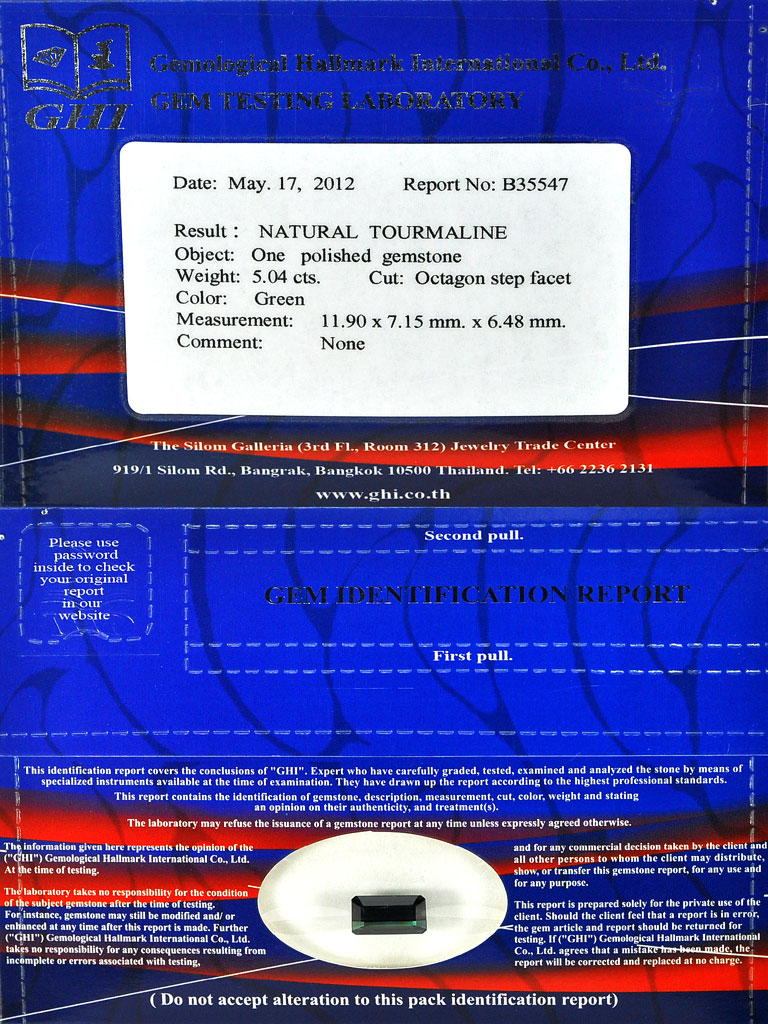 Gemological Hallmark International Co., Ltd.
GHI
GEM TESTING LABORATORY
Date: May. 17, 2012 Report No: B35547
Result : NATURAL TOURMALINE
Object: One polished gemstone
Weight: 5.04 cts. Cut: Octagon step facet
Color: Green
Measurement: 11.90 x 7.15 mm. x 6.48 mm.
Comment: None
The Silom Galleria (3rd Fl., Room 312) Jewelry Trade Center
919/1 Silom Rd., Bangrak, Bangkok 10500 Thailand. Tel: +66 2236 2131
www.ghi.co.th
Please use
password
inside to check
your original
report
in our
website
Second pull.
GEM IDENTIFICATION REPORT
First pull.
This identification report covers the conclusions of "GHI". Expert who have carefully graded, tested, examined and analyzed the stone by means of
specialized instruments available at the time of examination. They have drawn up the report according to the highest professional standards.
This report contains the identification of gemstone, description, measurement, cut, color, weight and stating
an opinion on their authenticity, and treatment(s).
The laboratory may refuse the issuance of a gemstone report at any time unless expressly agreed otherwise.
The information given here represents the opinion of the
("GHI") Gemological Hallmark International Co., Ltd.
At the time of testing.
The laboratory takes no responsibility for the condition
of the subject gemstone after the time of testing.
For instance, gemstone may still be modified and/ or
enhanced at any time after this report is made. Further
("GHI") Gemological Hallmark International Co., Ltd.
takes no responsibility for any consequences resulting from
incomplete or errors associated with testing,
and for any commercial decision taken by the client and
all other persons to whom the client may distribute,
show, or transfer this gemstone report, for any use and
for any purpose.
This report is prepared solely for the private use of the
client. Should the client feel that a report is in error,
the gem article and report should be returned for
testing. If ("GHI") Gemological Hallmark International
Co., Ltd. agrees that a mistake has been made, the
report will be corrected and replaced at no charge.
( Do not accept alteration to this pack identification report)